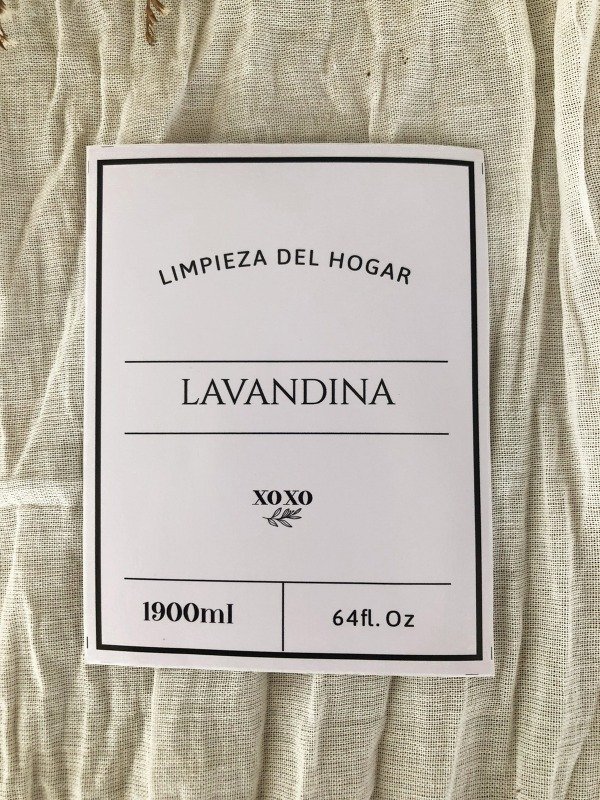 LIMPIEZA DEL HOGAR
LAVANDINA
XOXO
1900ml
64fl. Oz